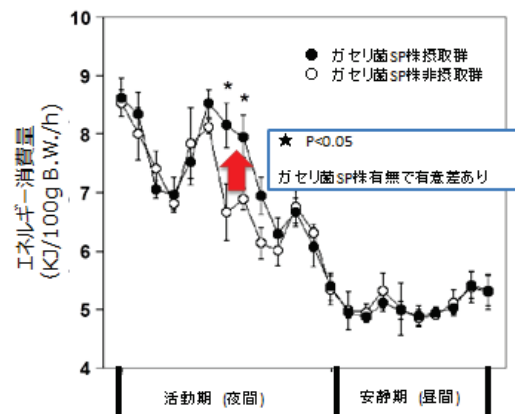 10
9
8
7
6
5
4
エネルギー消費量
(KJ/100g B.W./h)
● ガセリ菌SP株摂取群
○ ガセリ菌SP株非摂取群
* *
★ P<0.05
ガセリ菌SP株有無で有意差あり
活動期 (夜間)
安静期 (昼間)